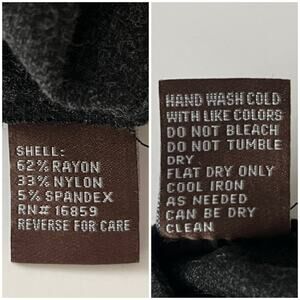 SHELL:
62% RAYON
33% NYLON
5% SPANDEX
RN# 16859
REVERSE FOR CARE
HAND WASH COLD
WITH LIKE COLORS
DO NOT BLEACH
DO NOT TUMBLE
DRY
FLAT DRY ONLY
COOL IRON
AS NEEDED
CAN BE DRY
CLEAN